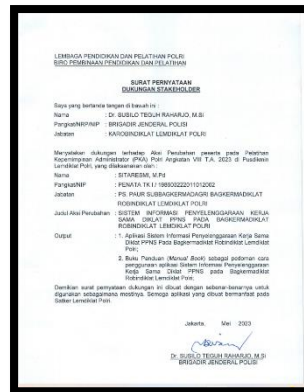 LEMBAGA PENDIDIKAN DAN PELATIHAN POLRI
BIRO PEMBINAAN PENDIDIKAN DAN PELATIHAN
SURAT PERNYATAAN
DUKUNGAN STAKEHOLDER
Saya yang bertanda tangan di bawah ini :
Nama : Dr. SUSILO TEGUH RAHARJO, M.SI
Pangkat/NRP/NIP : BRIGADIR JENDERAL POLISI
Jabatan : KAROBINDIKLAT LEMDIKLAT POLRI
Menyatakan dukungan terhadap Aksi Perubahan peserta pada Pelatihan
Kepemimpinan Administrator (PKA) Polri Angkatan VIII T.A. 2023 di Pusdikmin
Lemdiklat Polri, yang dilaksanakan oleh :
Nama : SITARESMI, M.Pd
Pangkat/NIP : PENATA TK I / 198803222011012002
Jabatan : PS. PAUR SUBBAGKERMADAGRI BAGKERMADIKLAT
ROBINDIKLAT LEMDIKLAT POLRI
Judul Aksi Perubahan : SISTEM INFORMASI PENYELENGGARAAN KERJA
SAMA DIKLAT PPNS PADA BAGKERMADIKLAT
ROBINDIKLAT LEMDIKLAT POLRI
Output : 1. Aplikasi Sistem Informasi Penyelenggaraan Kerja Sama
Diklat PPNS Pada Bagkermadiklat Robindiklat Lemdiklat
Polri;
2. Buku Panduan (Manual Book) sebagai pedoman cara
penggunaan aplikasi Sistem Informasi Penyelenggaraan
Kerja Sama Diklat PPNS pada Bagkermadiklat
Robindiklat Lemdiklat Polri.
Demikian surat pernyataan dukungan ini dibuat dengan sebenar-benarnya untuk
digunakan sebagaimana mestinya. Semoga aplikasi yang dibuat bermanfaat pada
Satker Lemdiklat Polri.
Jakarta, Mei 2023
Dr. SUSILO TEGUH RAHARJO, M.SI
BRIGADIR JENDERAL POLISI